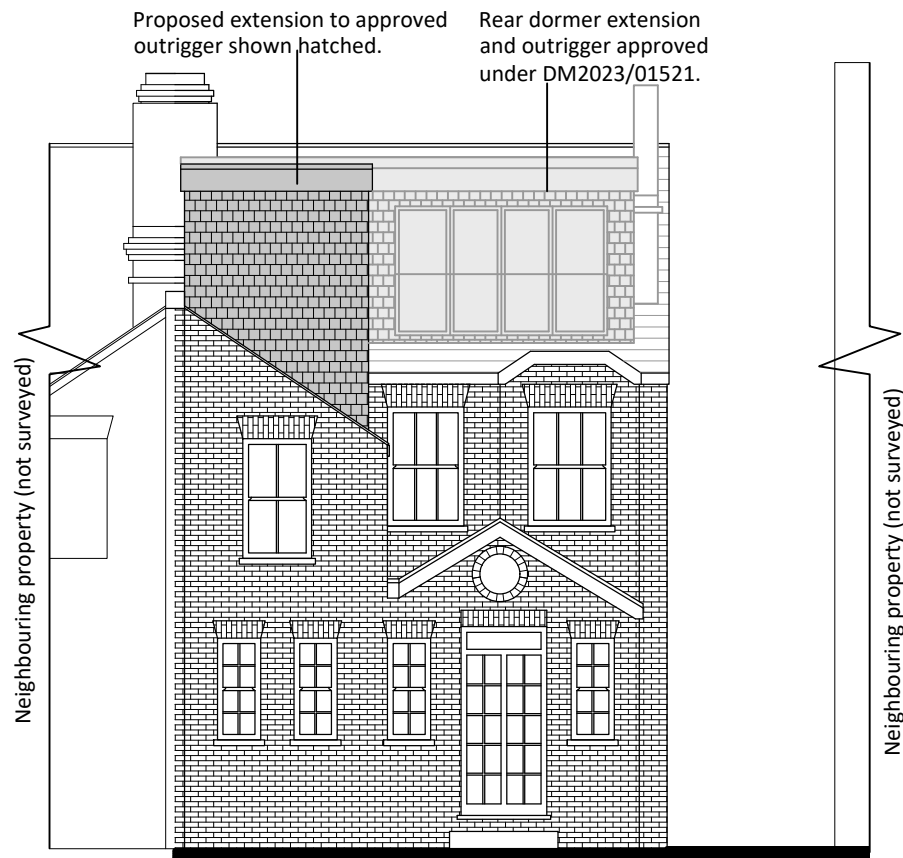 Proposed extension to approved
outrigger shown hatched.
Rear dormer extension
and outrigger approved
under DM2023/01521.
Neighbouring property (not surveyed)
Neighbouring property (not surveyed)